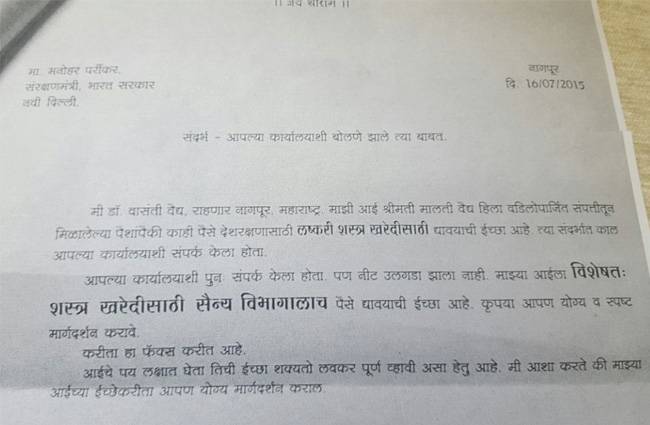 ।। जय श्रीराम ।।
मा. मनोहर पर्रीकर,
नागपूर
संरक्षणमंत्री, भारत सरकार
दि. 16/07/2015
नवी दिल्ली.
संदर्भ - आपल्या कार्यालयाशी बोलणे झाले त्या बाबत.
मी डॉ. वासंती वैद्य, राहणार नागपूर, महाराष्ट्र. माझी आई श्रीमती मालती वैद्य हिला वडिलोपार्जित संपत्तीतून
मिळालेल्या पैशांपैकी काही पैसे देशरक्षणासाठी लष्करी शस्त्र खरेदीसाठी द्यावयाची ईच्छा आहे. त्या संदर्भात काल
आपल्या कार्यालयाशी संपर्क केला होता.
आपल्या कार्यालयाशी पुन: संपर्क केला होता. पण नीट उलगडा झाला नाही. माझ्या आईला विशेषत:
शस्त्र खरेदीसाठी सैन्य विभागालाच पैसे द्यावयाची ईच्छा आहे. कृपया आपण योग्य व स्पष्ट
मार्गदर्शन करावे.
करीता हा फॅक्स करीत आहे.
आईचे वय लक्षात घेता तिची ईच्छा शक्यतो लवकर पूर्ण व्हावी असा हेतु आहे. मी आशा करते की माझ्या
आईच्या ईच्छेकरीता आपण योग्य मार्गदर्शन कराल.